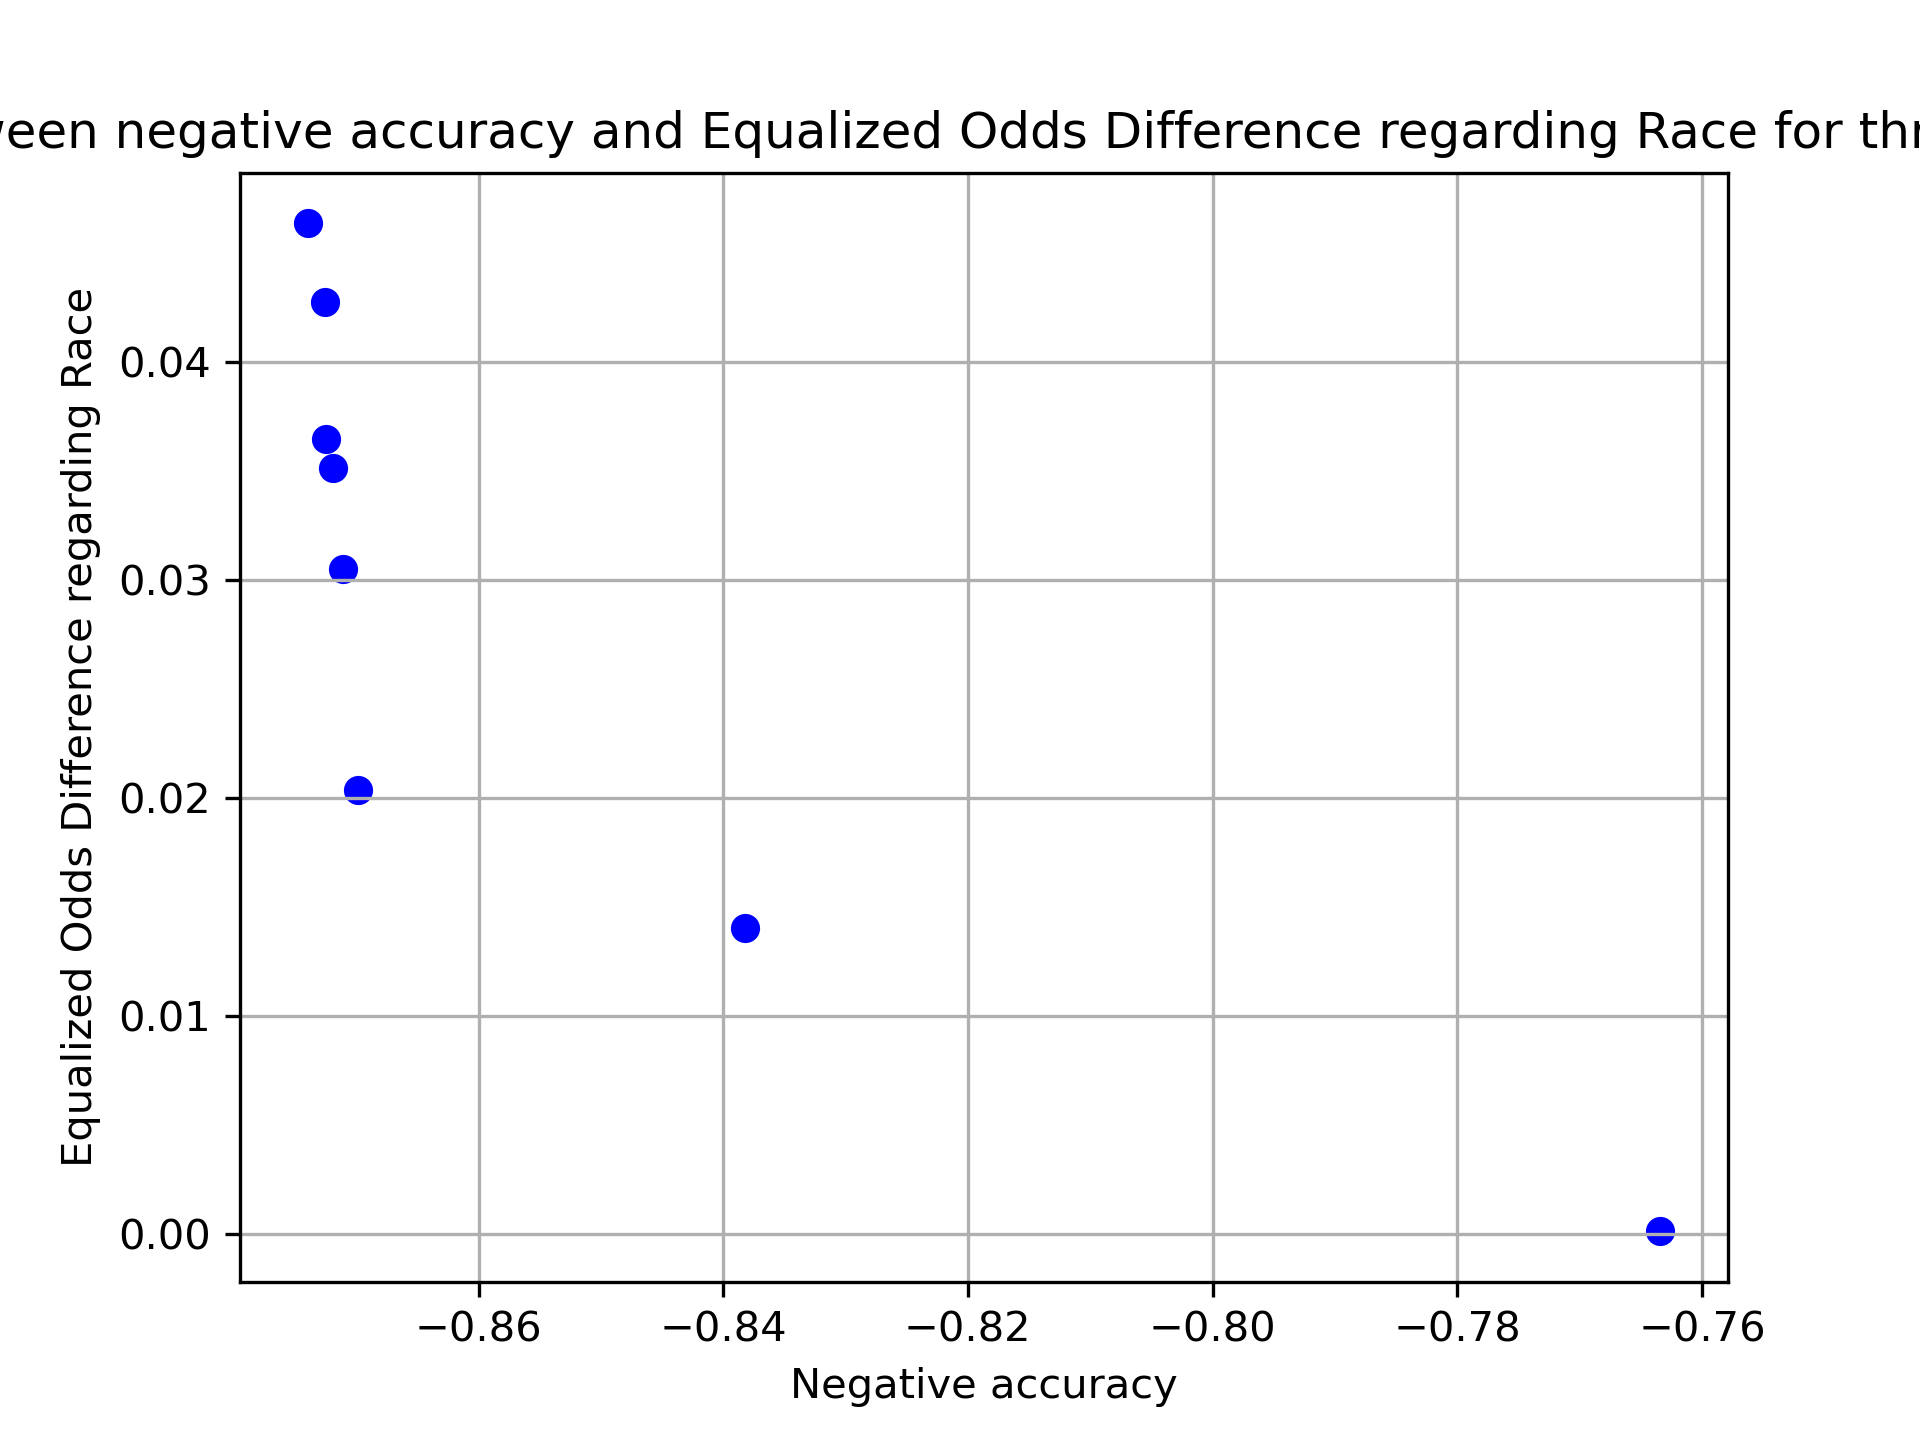 negative accuracy and Equalized Odds Difference regarding Race for
Equalized Odds Difference regarding Race
0.04
0.03
0.02
0.01
0.00
−0.86 −0.84 −0.82 −0.80 −0.78 −0.76
Negative accuracy